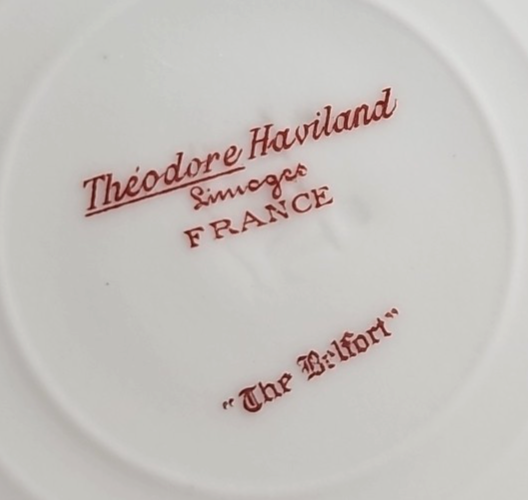 Théodore Haviland
Limoges
FRANCE
"The Belfort"